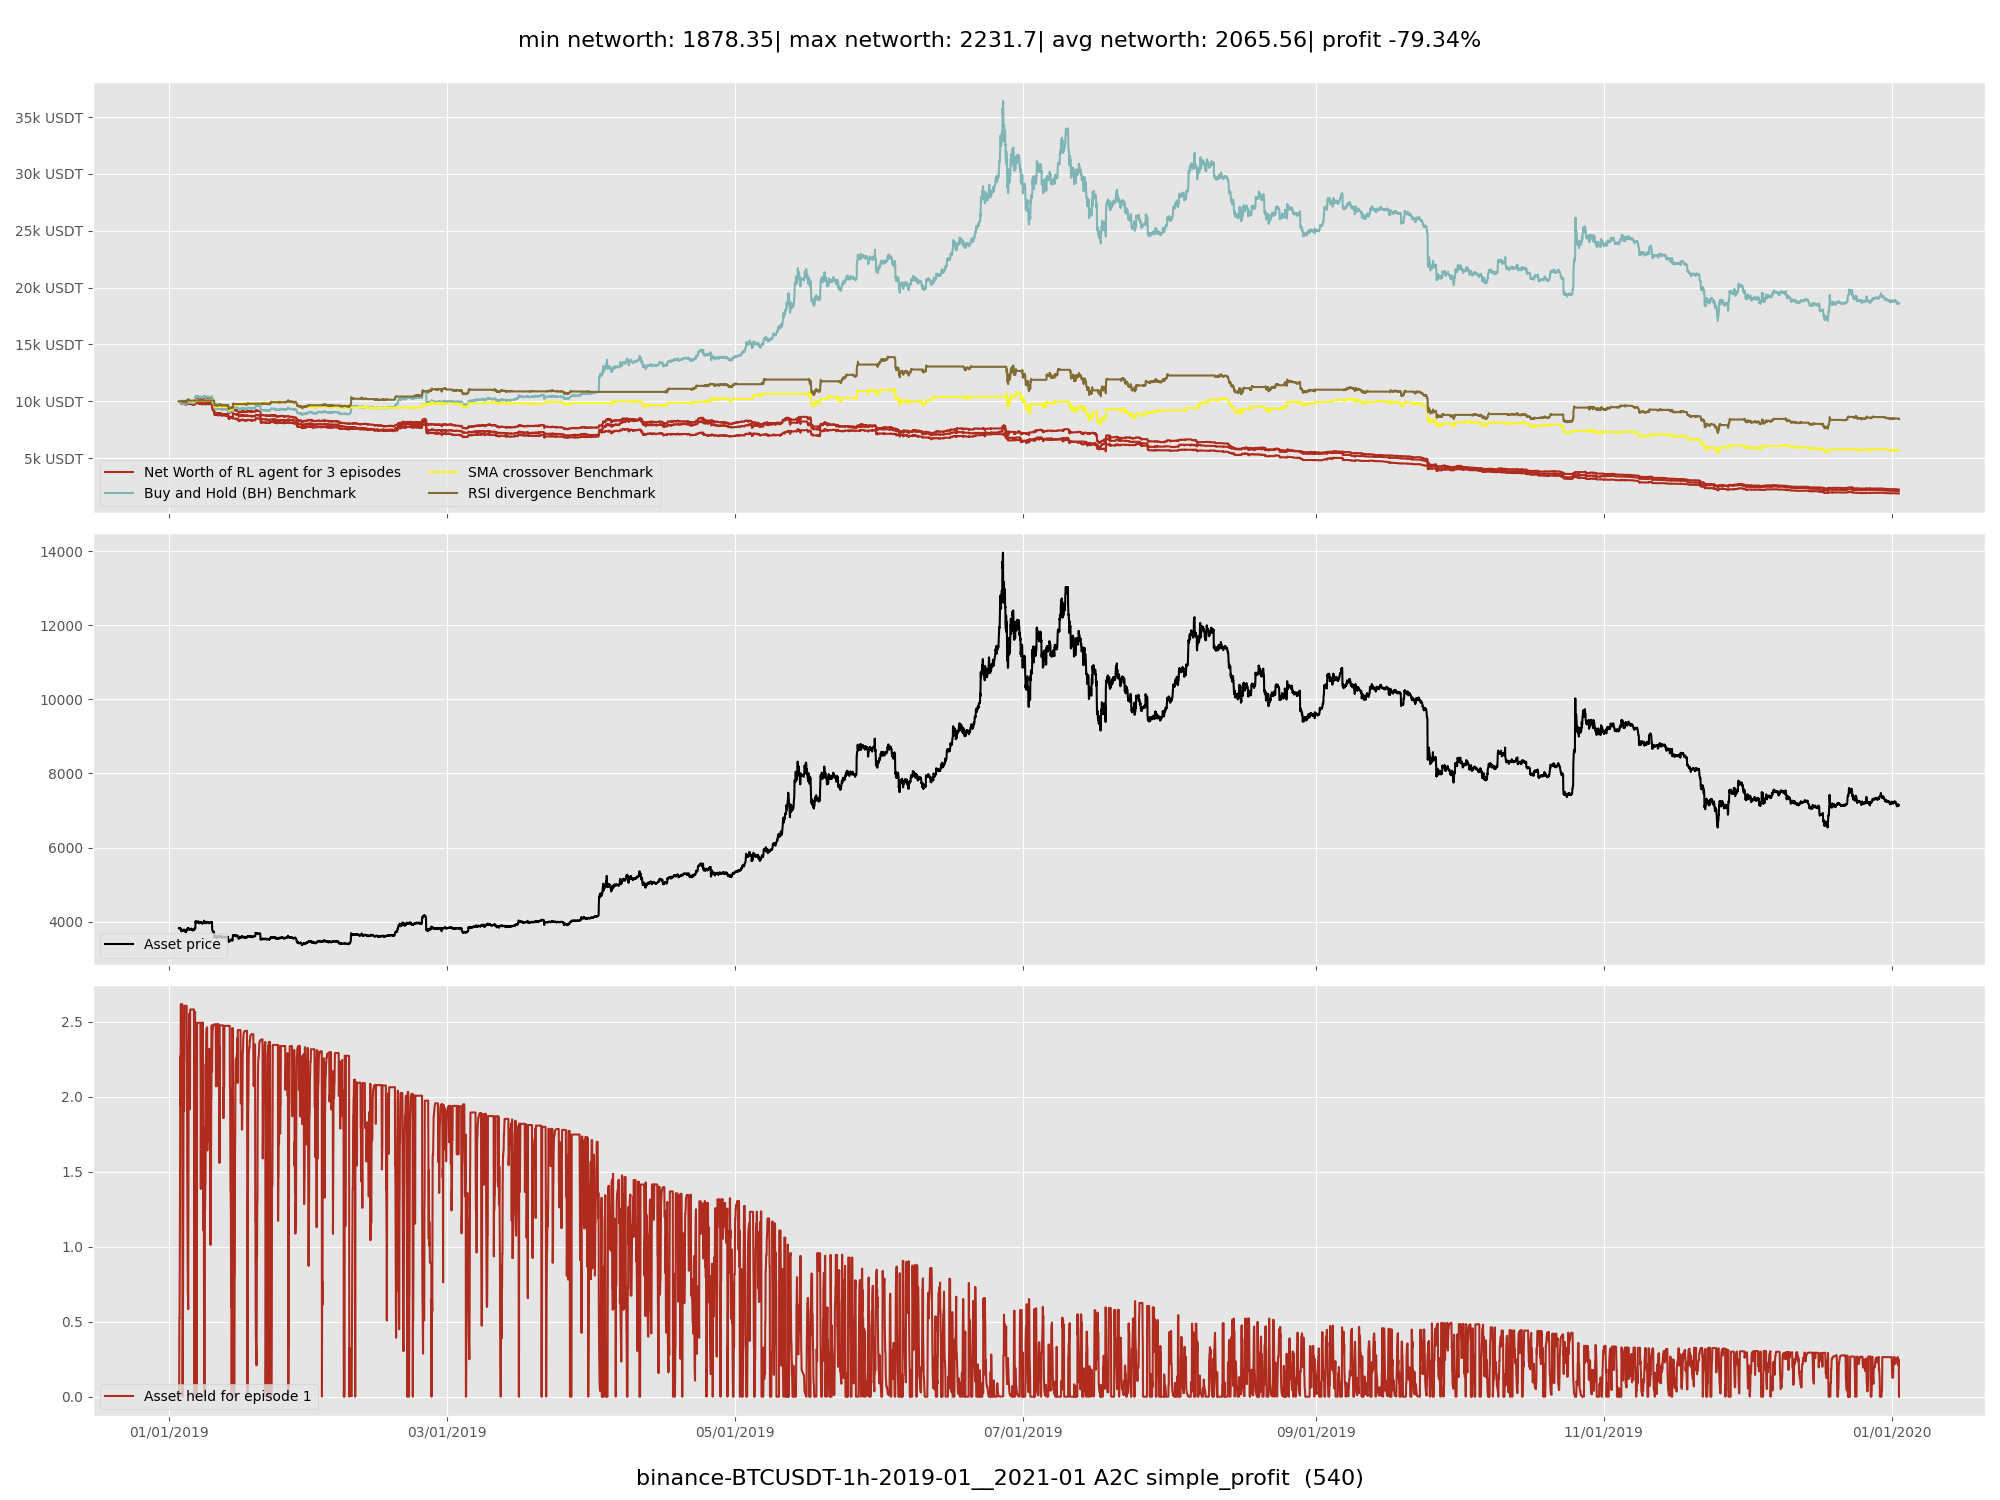 min networth: 1878.35| max networth: 2231.7| avg networth: 2065.56| profit -79.34%
35k USDT
30k USDT
25k USDT
20k USDT
15k USDT
10k USDT
5k USDT
Net Worth of RL agent for 3 episodes
Buy and Hold (BH) Benchmark
SMA crossover Benchmark
RSI divergence Benchmark
14000
12000
10000
8000
6000
4000
Asset price
2.5
2.0
1.5
1.0
0.5
0.0
Asset held for episode 1
01/01/2019 03/01/2019 05/01/2019 07/01/2019 09/01/2019 11/01/2019 01/01/2020
binance-BTCUSDT-1h-2019-01__2021-01 A2C simple_profit (540)